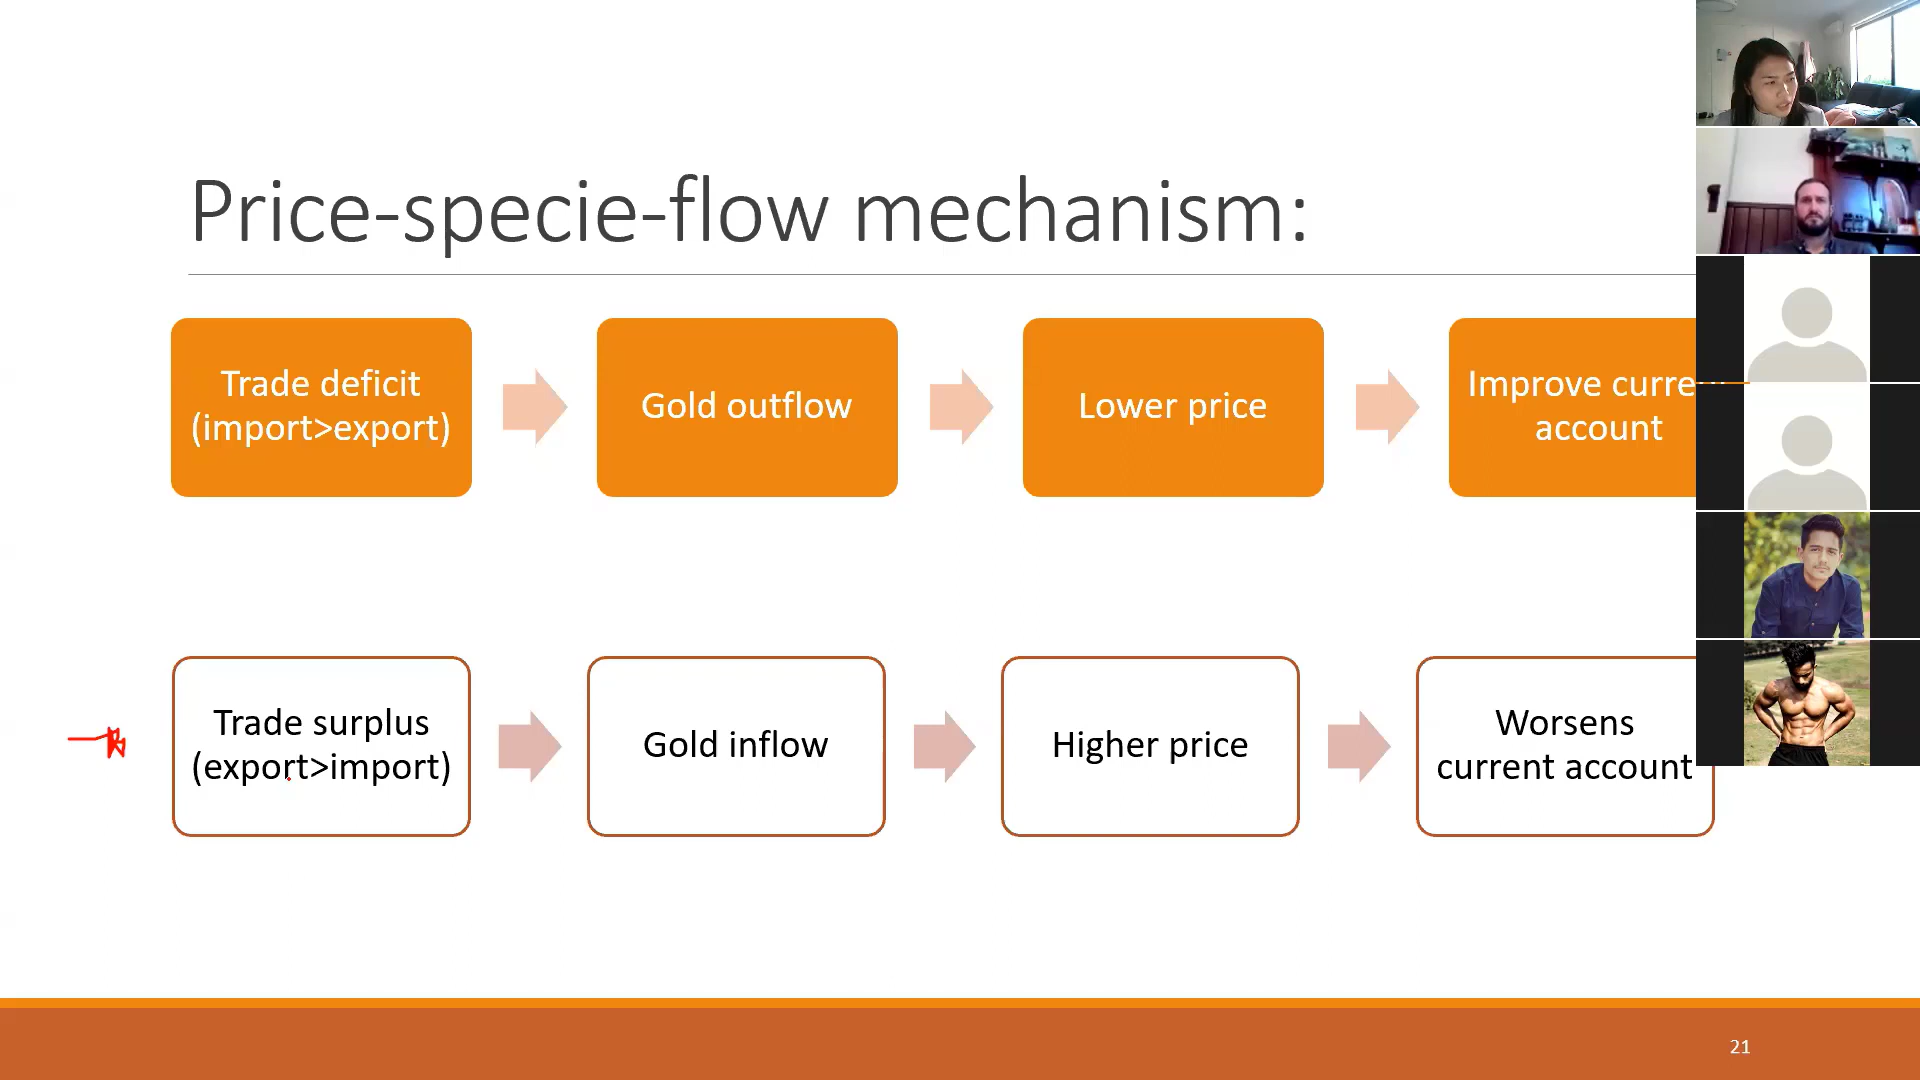 Price-specie-flow mechanism:
Trade deficit
(import>export)
Gold outflow
Lower price
Improve curre
account
Trade surplus
(export>import)
Gold inflow
Higher price
Worsens
current account
21